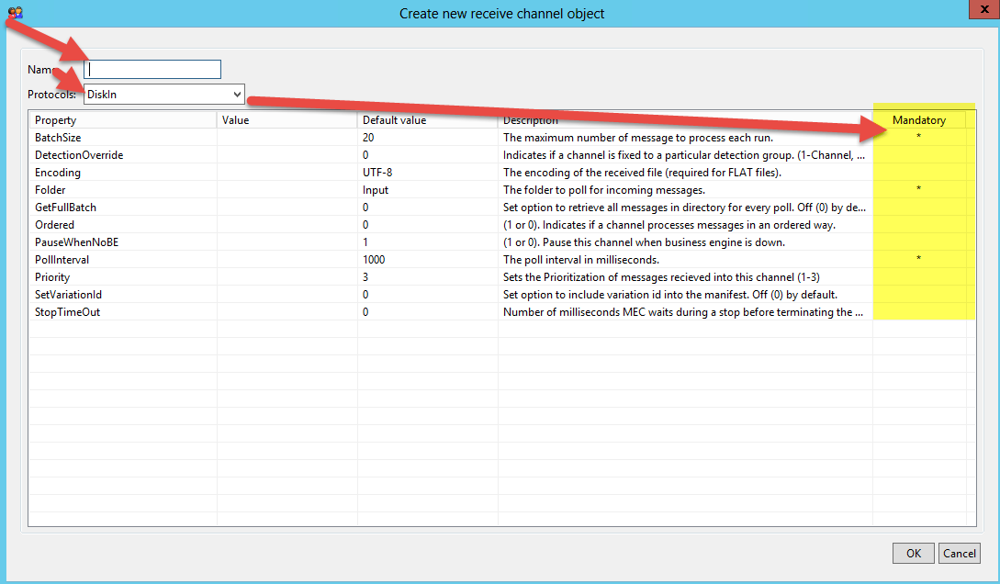 Create new receive channel object
x
Name
Protocols: DiskIn
Property Value Default value Description Mandatory
BatchSize 20 The maximum number of message to process each run. *
DetectionOverride 0 Indicates if a channel is fixed to a particular detection group. (1-Channel, ...
Encoding UTF-8 The encoding of the received file (required for FLAT files).
Folder Input The folder to poll for incoming messages. *
GetFullBatch 0 Set option to retrieve all messages in directory for every poll. Off (0) by de...
Ordered 0 (1 or 0). Indicates if a channel processes messages in an ordered way.
PauseWhenNoBE 1 (1 or 0). Pause this channel when business engine is down.
PollInterval 1000 The poll interval in milliseconds. *
Priority 3 Sets the Prioritization of messages recieved into this channel (1-3)
SetVariationId 0 Set option to include variation id into the manifest. Off (0) by default.
StopTimeOut 0 Number of milliseconds MEC waits during a stop before terminating the ...
OK Cancel